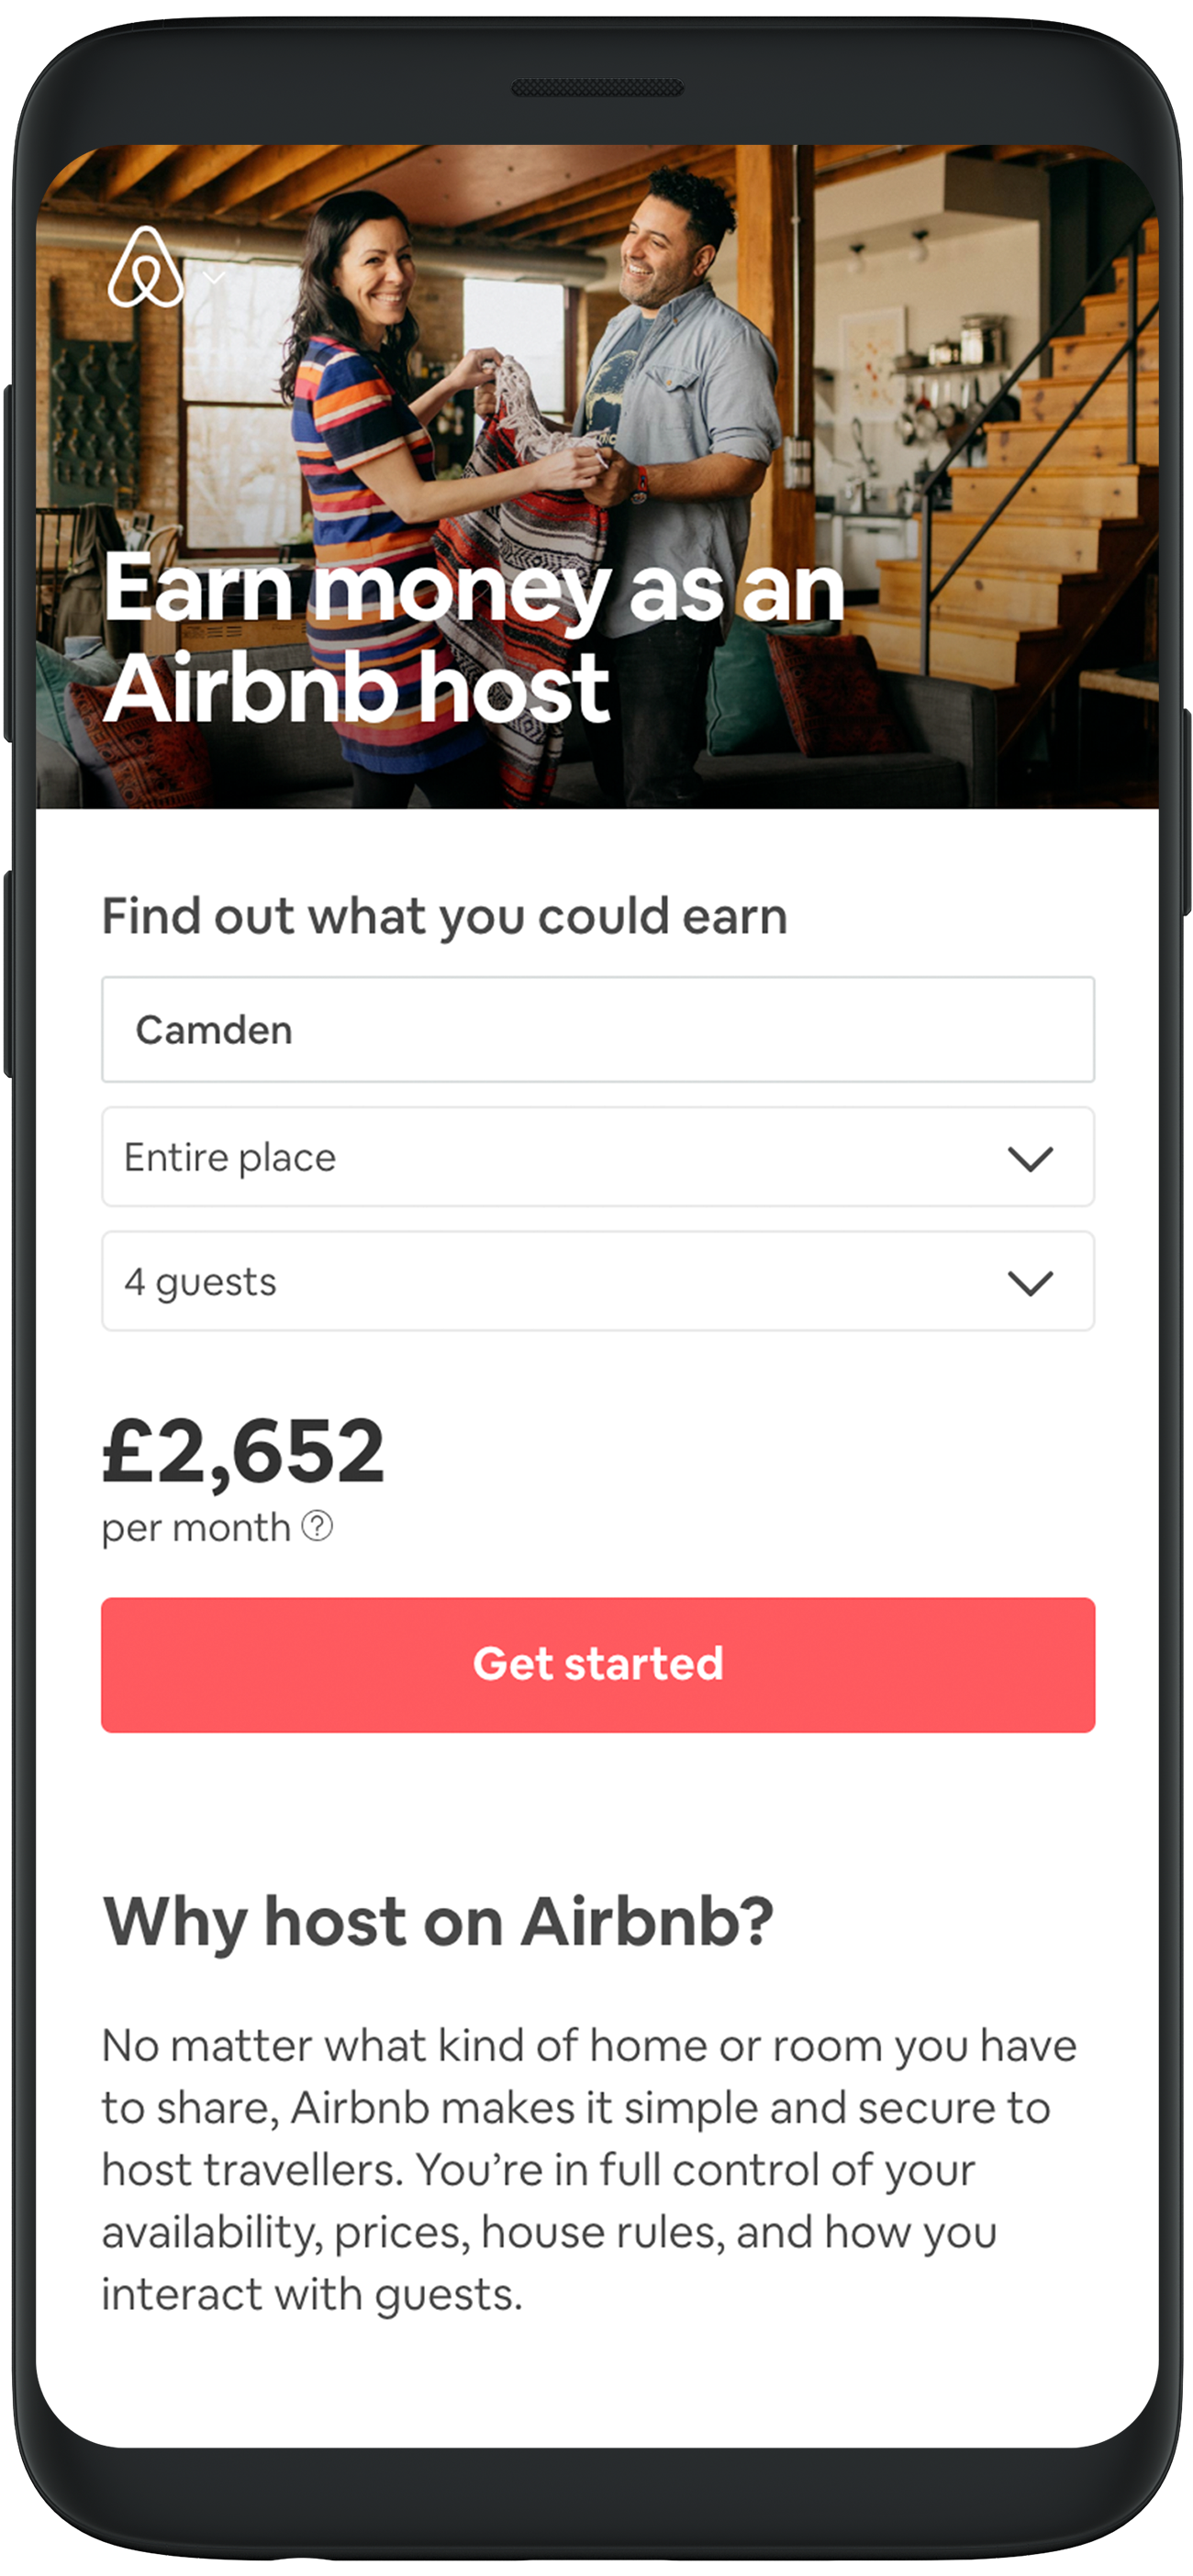 Earn money as an
Airbnb host
Find out what you could earn
Camden
Entire place
4 guests
£2,652
per month ?
Get started
Why host on Airbnb?
No matter what kind of home or room you have
to share, Airbnb makes it simple and secure to
host travellers. You’re in full control of your
availability, prices, house rules, and how you
interact with guests.